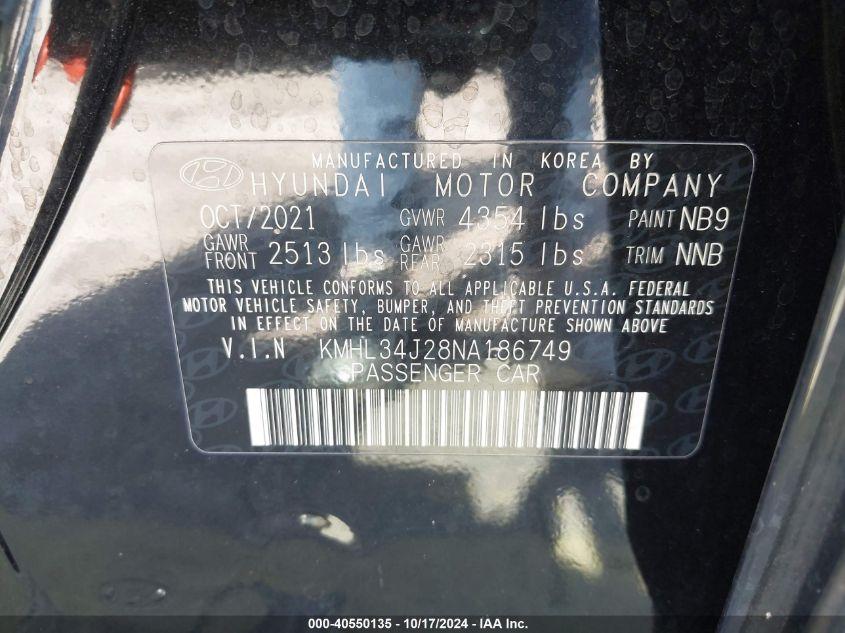 MANUFACTURED IN KOREA BY
HYUNDAI MOTOR COMPANY
OCT/2021 GVWR 4354 lbs PAINT NB9
GAWR FRONT 2513 lbs GAWR REAR 2315 lbs TRIM NNB
THIS VEHICLE CONFORMS TO ALL APPLICABLE U.S.A. FEDERAL
MOTOR VEHICLE SAFETY, BUMPER, AND THEFT PREVENTION STANDARDS
IN EFFECT ON THE DATE OF MANUFACTURE SHOWN ABOVE
V.I.N KMHL34J28NA186749
PASSENGER CAR
000-40550135 - 10/17/2024 - IAA Inc.